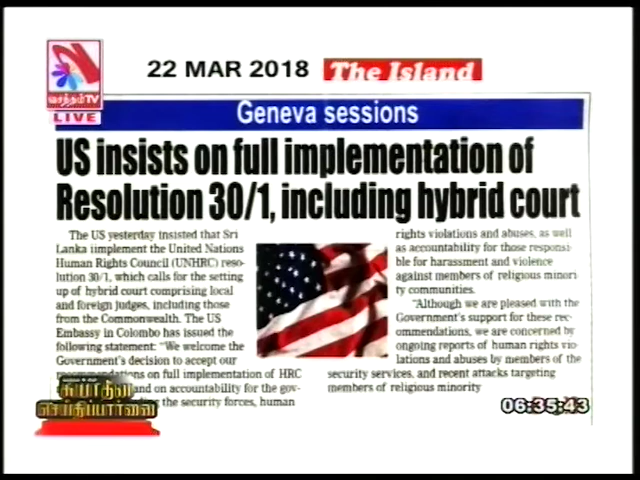 22 MAR 2018 The Island
வசந்தம்TV
LIVE
Geneva sessions
US insists on full implementation of
Resolution 30/1, including hybrid court
The US yesterday insisted that Sri
Lanka iimplement the United Nations
Human Rights Council (UNHRC) reso-
lution 30/1, which calls for the setting
up of hybrid court comprising local
and foreign judges, including those
from the Commonwealth. The US
Embassy in Colombo has issued the
following statement: "We welcome the
Government's decision to accept our
on full implementation of HRC
and on accountability for the gov-
the security forces, human
rights violations and abuses, as well
as accountability for those responsi-
ble for harassment and violence
against members of religious minori
ty communities.
"Although we are pleased with the
Government's support for these rec-
ommendations, we are concerned by
ongoing reports of human rights vio-
lations and abuses by members of the
security services, and recent attacks targeting
members of religious minority
செய்திப்பார்வை
06:35:43